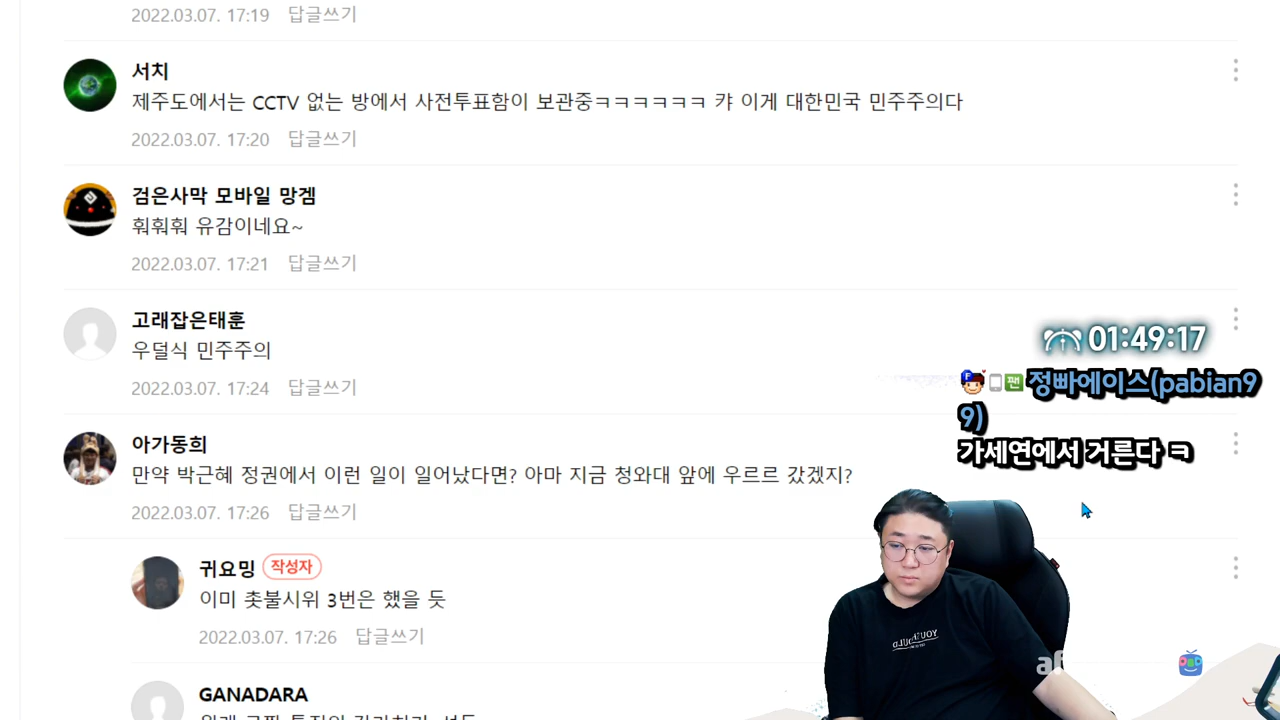 2022.03.07. 17:19 답글쓰기
서치
제주도에서는 CCTV 없는 방에서 사전투표함이 보관중ㅋㅋㅋㅋㅋㅋ 캬 이게 대한민국 민주주의다
2022.03.07. 17:20 답글쓰기
검은사막 모바일 망겜
훠훠훠 유감이네요~
2022.03.07. 17:21 답글쓰기
고래잡은태훈
우덜식 민주주의
2022.03.07. 17:24 답글쓰기
아가동희
만약 박근혜 정권에서 이런 일이 일어났다면? 아마 지금 청와대 앞에 우르르 갔겠지?
2022.03.07. 17:26 답글쓰기
귀요밍 작성자
이미 촛불시위 3번은 했을 듯
2022.03.07. 17:26 답글쓰기
GANADARA
01:49:17
팬 정빠에이스(pabian9
9)
가세연에서 거른다 ㅋ
af